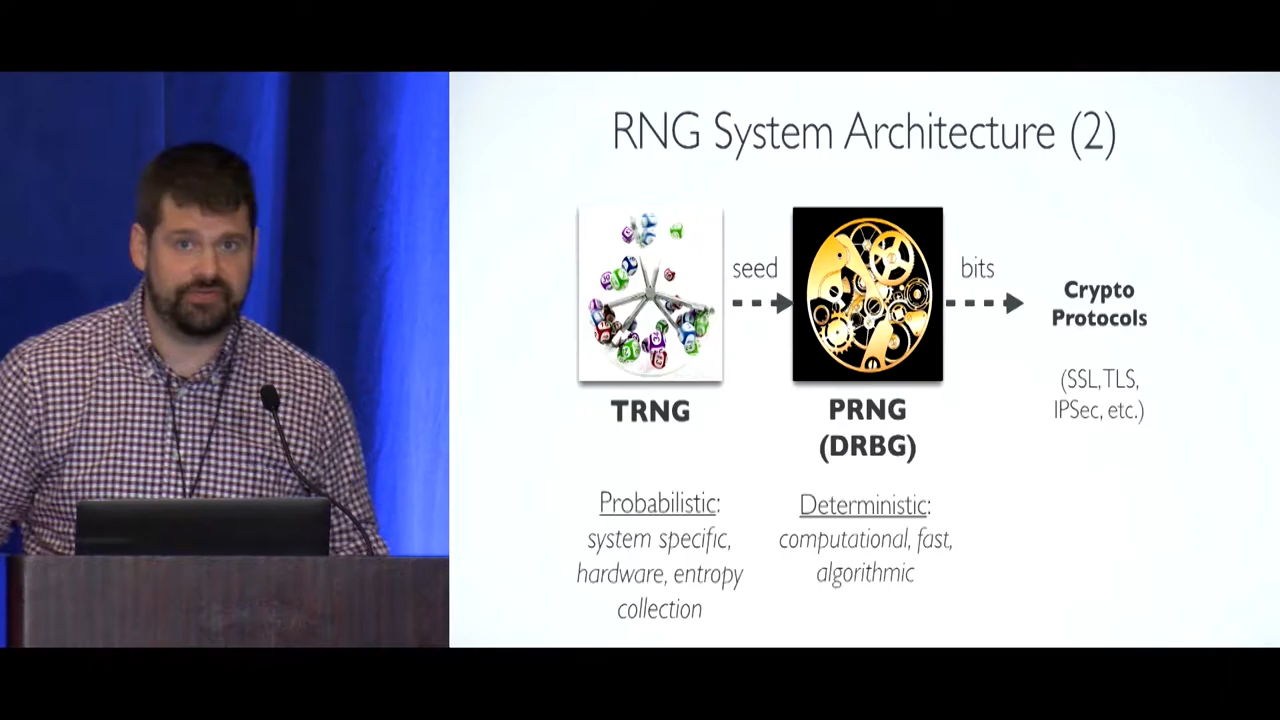 RNG System Architecture (2)
seed
bits
Crypto
Protocols
(SSL, TLS,
IPSec, etc.)
TRNG
PRNG
(DRBG)
Probabilistic:
system specific,
hardware, entropy
collection
Deterministic:
computational, fast,
algorithmic